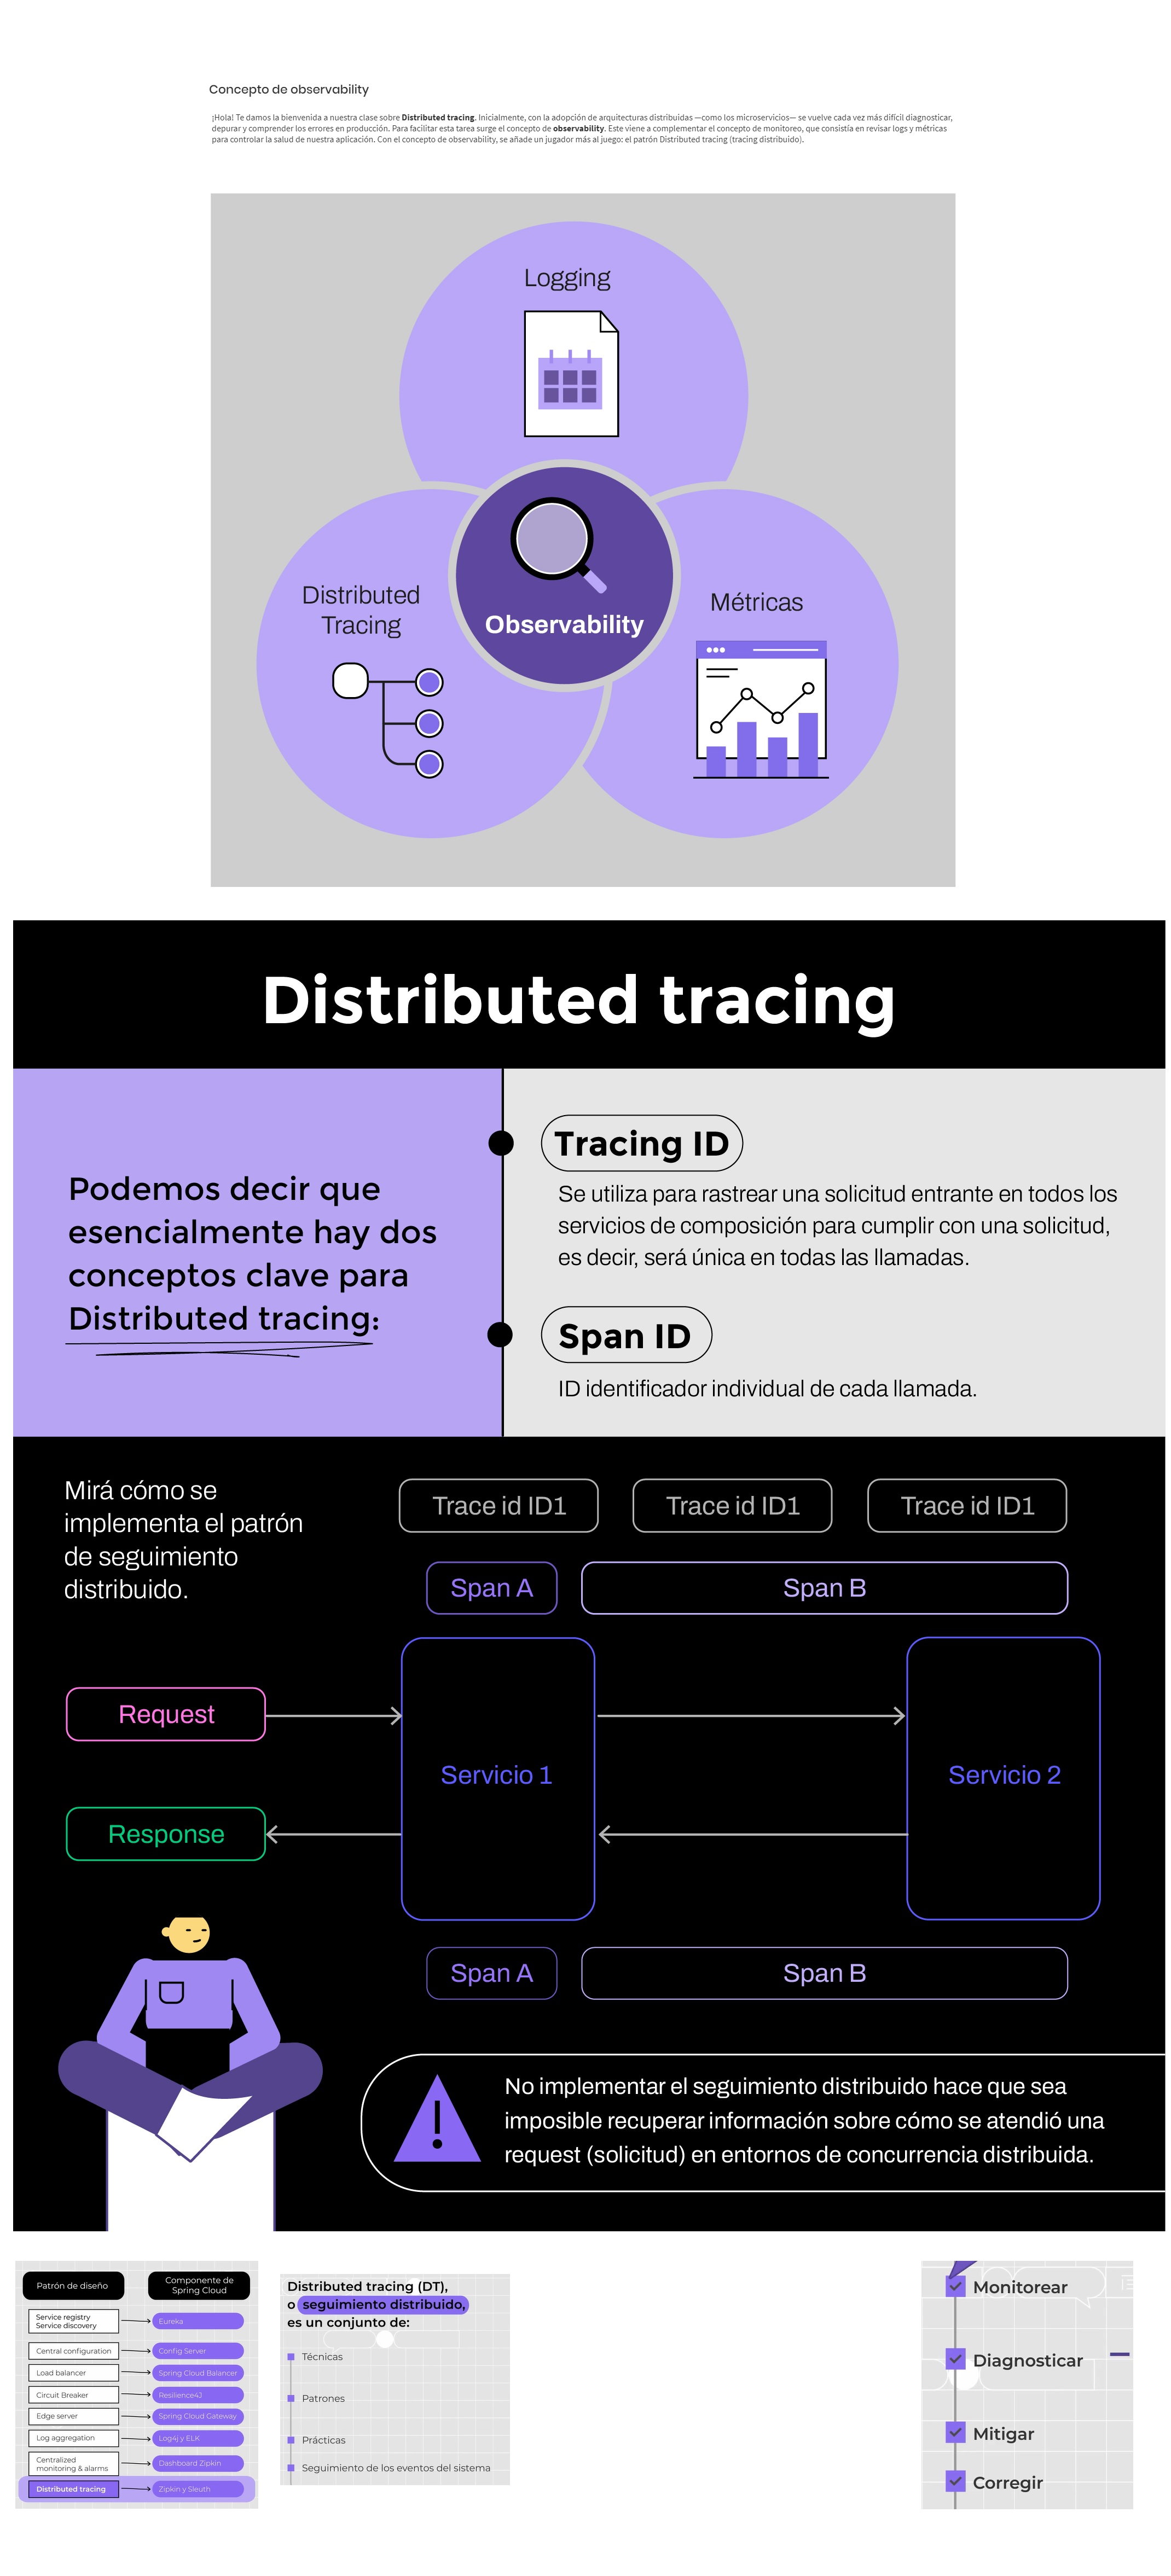 Concepto de observability
¡Hola! Te damos la bienvenida a nuestra clase sobre Distributed tracing. Inicialmente, con la adopción de arquitecturas distribuidas —como los microservicios— se vuelve cada vez más difícil diagnosticar,
depurar y comprender los errores en producción. Para facilitar esta tarea surge el concepto de observability. Este viene a complementar el concepto de monitoreo, que consistía en revisar logs y métricas
para controlar la salud de nuestra aplicación. Con el concepto de observability, se añade un jugador más al juego: el patrón Distributed tracing (tracing distribuido).
Logging
Distributed
Tracing
Observability
Métricas
Distributed tracing
Podemos decir que
esencialmente hay dos
conceptos clave para
Distributed tracing:
Tracing ID
Se utiliza para rastrear una solicitud entrante en todos los
servicios de composición para cumplir con una solicitud,
es decir, será única en todas las llamadas.
Span ID
ID identificador individual de cada llamada.
Mirá cómo se
implementa el patrón
de seguimiento
distribuido.
Trace id ID1
Trace id ID1
Trace id ID1
Span A
Span B
Request
Response
Servicio 1
Servicio 2
Span A
Span B
No implementar el seguimiento distribuido hace que sea
imposible recuperar información sobre cómo se atendió una
request (solicitud) en entornos de concurrencia distribuida.
Patrón de diseño
Componente de
Spring Cloud
Service registry
Service discovery
Eureka
Central configuration
Config Server
Load balancer
Spring Cloud Balancer
Circuit Breaker
Resilience4J
Edge server
Spring Cloud Gateway
Log aggregation
Log4j y ELK
Centralized
monitoring & alarms
Dashboard Zipkin
Distributed tracing
Zipkin y Sleuth
Distributed tracing (DT),
o seguimiento distribuido,
es un conjunto de:
Técnicas
Patrones
Prácticas
Seguimiento de los eventos del sistema
Monitorear
Diagnosticar
Mitigar
Corregir